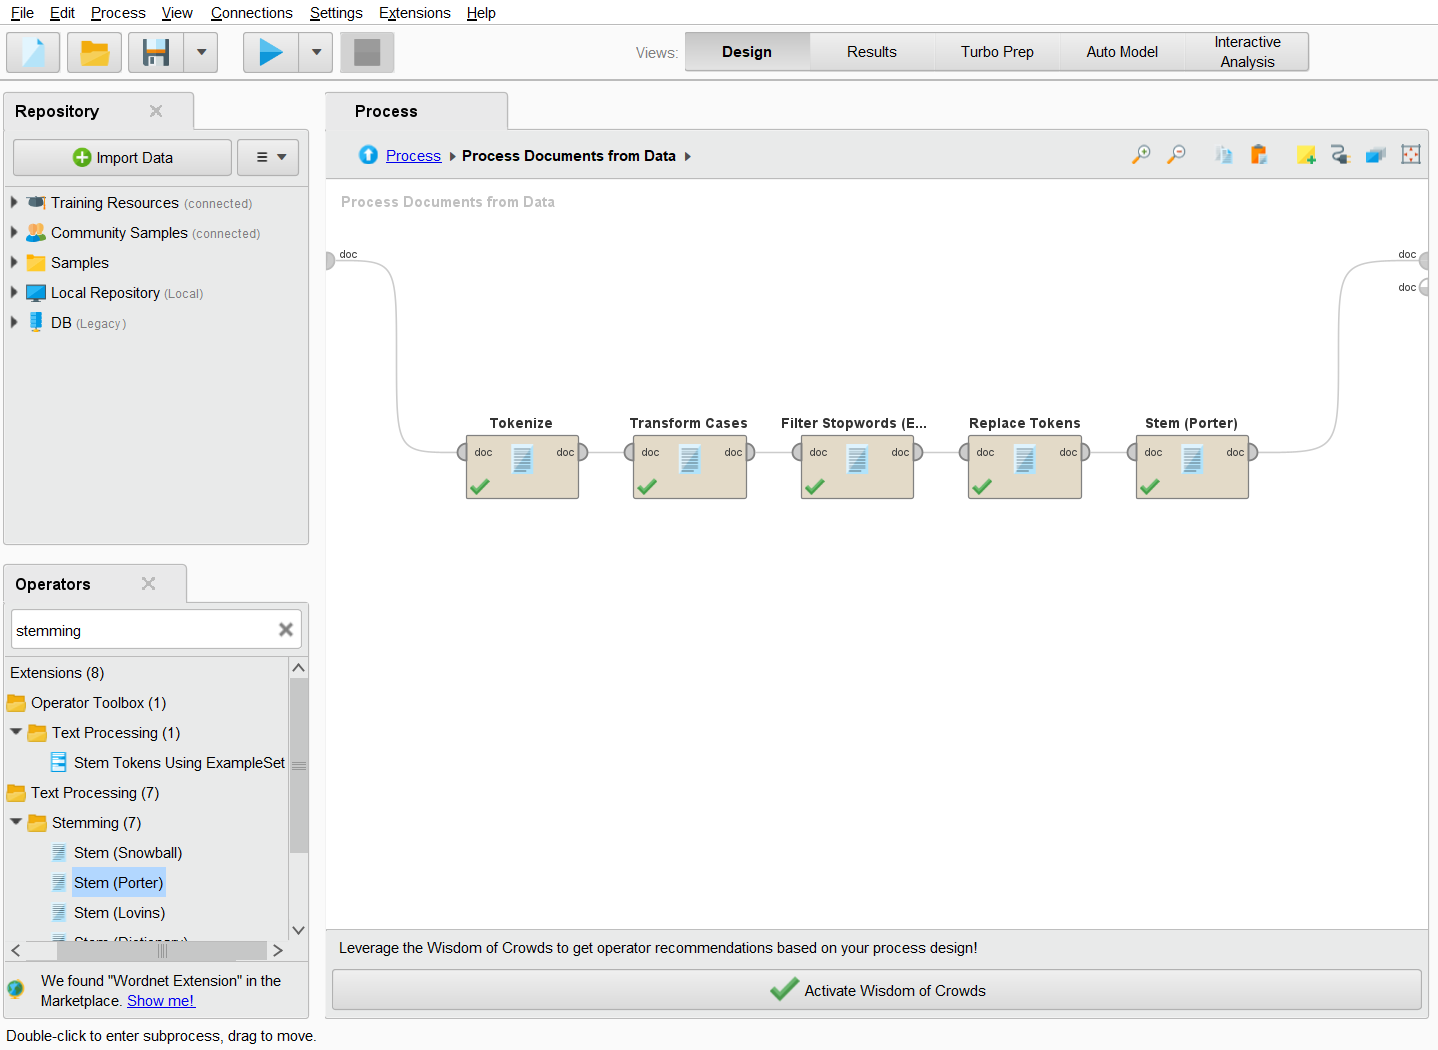 File Edit Process View Connections Settings Extensions Help
Views: Design Results Turbo Prep Auto Model Interactive Analysis
Repository
Import Data
Training Resources (connected)
Community Samples (connected)
Samples
Local Repository (Local)
DB (Legacy)
Operators
stemming
Extensions (8)
Operator Toolbox (1)
Text Processing (1)
Stem Tokens Using ExampleSet
Text Processing (7)
Stemming (7)
Stem (Snowball)
Stem (Porter)
Stem (Lovins)
Stem (Dictionary)
We found "Wordnet Extension" in the
Marketplace. Show me!
Process
Process Process Documents from Data
Process Documents from Data
doc doc
doc
Tokenize Transform Cases Filter Stopwords (E... Replace Tokens Stem (Porter)
doc doc doc doc doc doc doc doc doc doc
Leverage the Wisdom of Crowds to get operator recommendations based on your process design!
Activate Wisdom of Crowds
Double-click to enter subprocess, drag to move.